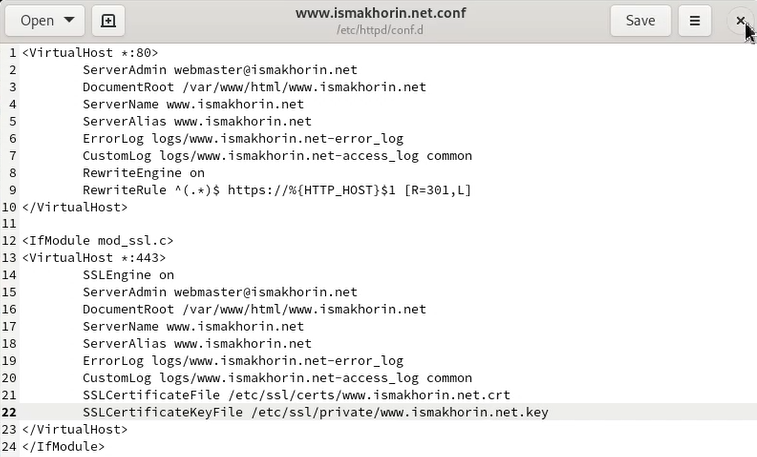 Open
www.ismakhorin.net.conf
/etc/httpd/conf.d
Save
1 <VirtualHost *:80>
2 ServerAdmin webmaster@ismakhorin.net
3 DocumentRoot /var/www/html/www.ismakhorin.net
4 ServerName www.ismakhorin.net
5 ServerAlias www.ismakhorin.net
6 ErrorLog logs/www.ismakhorin.net-error_log
7 CustomLog logs/www.ismakhorin.net-access_log common
8 RewriteEngine on
9 RewriteRule ^(.*)$ https://%{HTTP_HOST}$1 [R=301,L]
10 </VirtualHost>
11
12 <IfModule mod_ssl.c>
13 <VirtualHost *:443>
14 SSLEngine on
15 ServerAdmin webmaster@ismakhorin.net
16 DocumentRoot /var/www/html/www.ismakhorin.net
17 ServerName www.ismakhorin.net
18 ServerAlias www.ismakhorin.net
19 ErrorLog logs/www.ismakhorin.net-error_log
20 CustomLog logs/www.ismakhorin.net-access_log common
21 SSLCertificateFile /etc/ssl/certs/www.ismakhorin.net.crt
22 SSLCertificateKeyFile /etc/ssl/private/www.ismakhorin.net.key
23 </VirtualHost>
24 </IfModule>